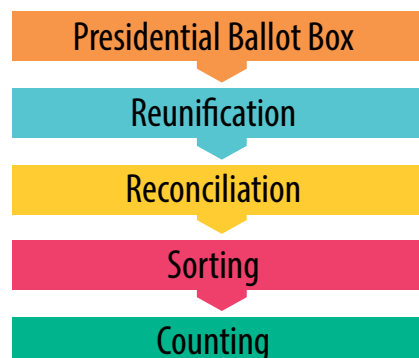 Presidential Ballot Box
Reunification
Reconciliation
Sorting
Counting